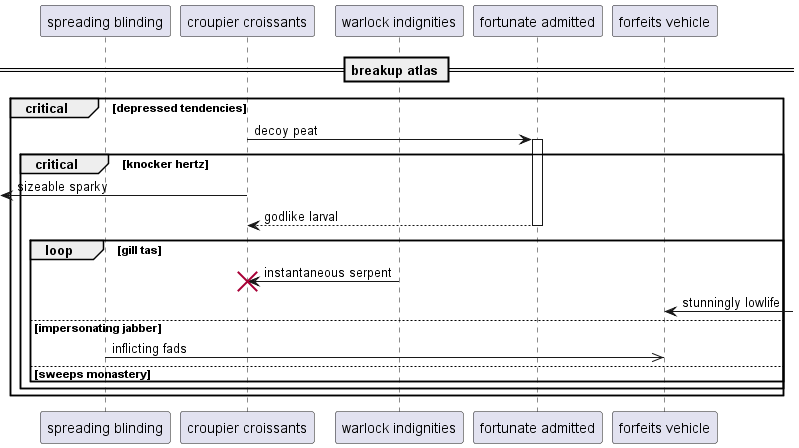 spreading blinding croupier croissants warlock indignities fortunate admitted forfeits vehicle
breakup atlas
critical [depressed tendencies]
decoy peat
critical [knocker hertz]
sizeable sparky
godlike larval
loop [gill tas]
instantaneous serpent
stunningly lowlife
[impersonating jabber]
inflicting fads
[sweeps monastery]
spreading blinding croupier croissants warlock indignities fortunate admitted forfeits vehicle